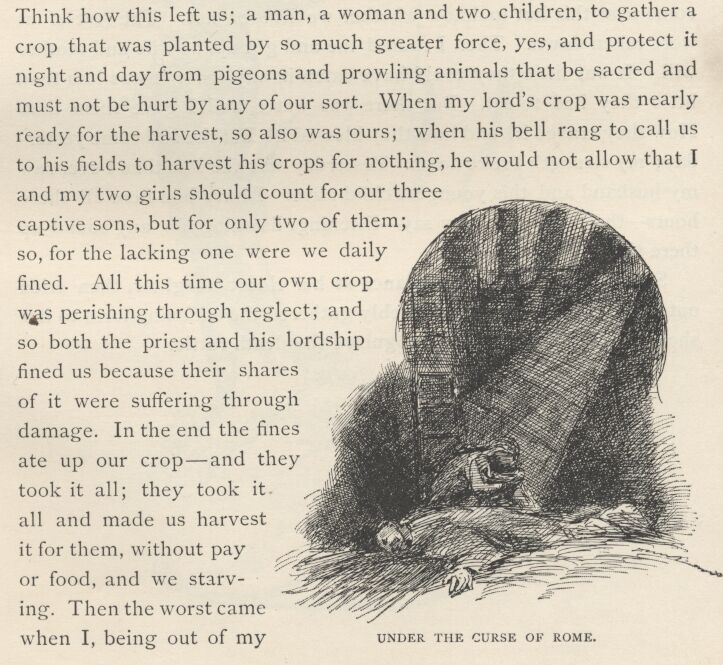 Think how this left us; a man, a woman and two children, to gather a
crop that was planted by so much greater force, yes, and protect it
night and day from pigeons and prowling animals that be sacred and
must not be hurt by any of our sort. When my lord's crop was nearly
ready for the harvest, so also was ours; when his bell rang to call us
to his fields to harvest his crops for nothing, he would not allow that I
and my two girls should count for our three
captive sons, but for only two of them;
so, for the lacking one were we daily
fined. All this time our own crop
was perishing through neglect; and
so both the priest and his lordship
fined us because their shares
of it were suffering through
damage. In the end the fines
ate up our crop—and they
took it all; they took it
all and made us harvest
it for them, without pay
or food, and we starv-
ing. Then the worst came
when I, being out of my
UNDER THE CURSE OF ROME.